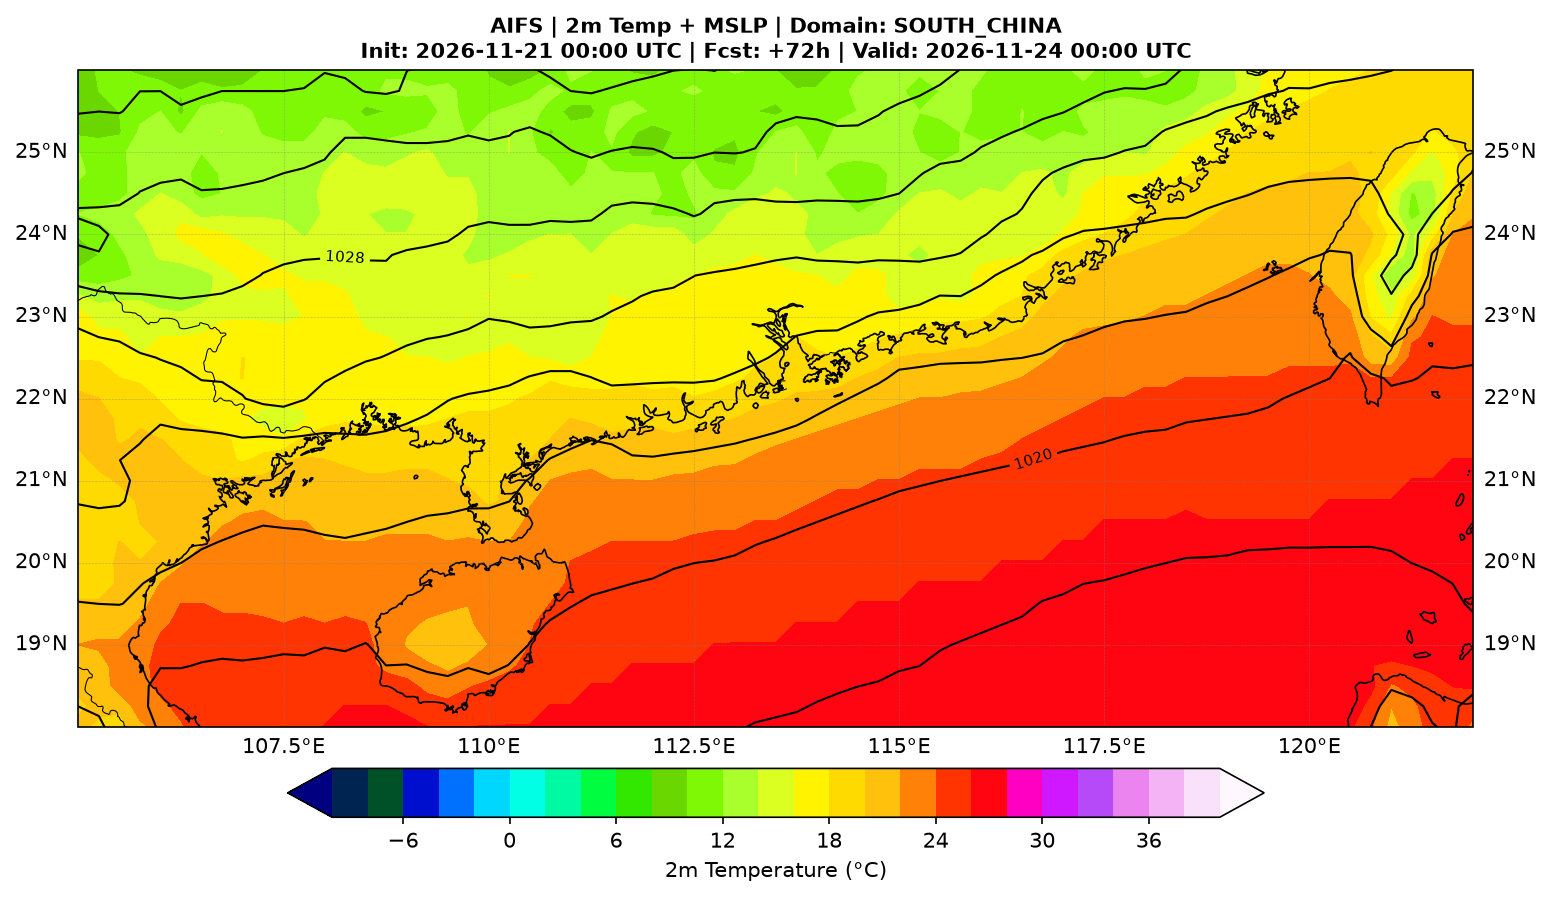 AIFS | 2m Temp + MSLP | Domain: SOUTH_CHINA
Init: 2026-11-21 00:00 UTC | Fcst: +72h | Valid: 2026-11-24 00:00 UTC
25°N 25°N
24°N 24°N
1028
23°N 23°N
22°N 22°N
1020
21°N 21°N
20°N 20°N
19°N 19°N
107.5°E 110°E 112.5°E 115°E 117.5°E 120°E
−6 0 6 12 18 24 30 36
2m Temperature (°C)